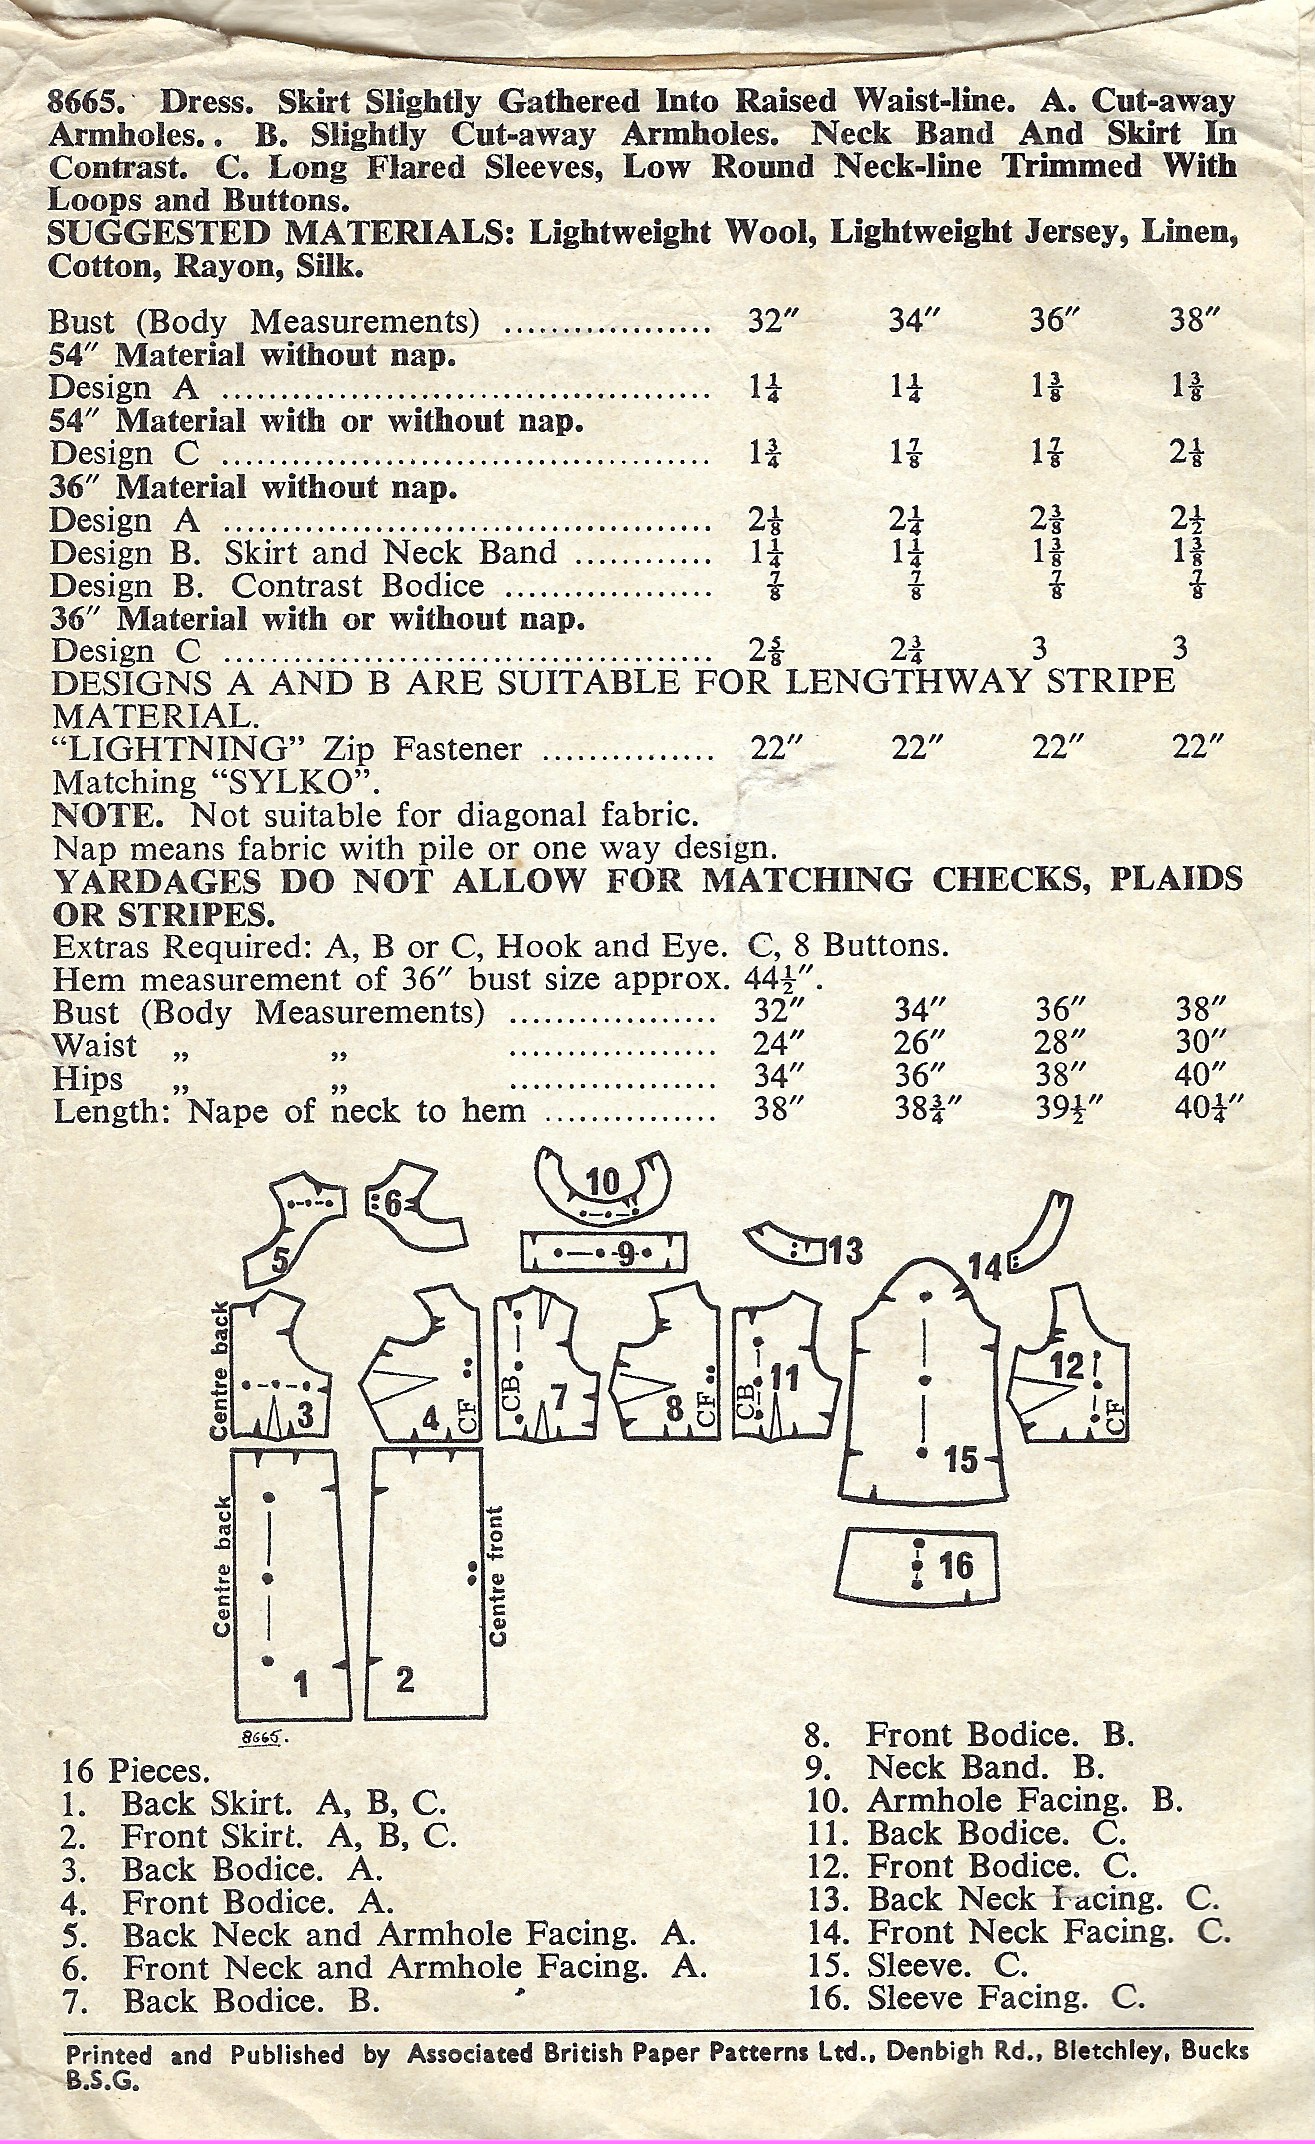 8665. Dress. Skirt Slightly Gathered Into Raised Waist-line. A. Cut-away
Armholes.. B. Slightly Cut-away Armholes. Neck Band And Skirt In
Contrast. C. Long Flared Sleeves, Low Round Neck-line Trimmed With
Loops and Buttons.
SUGGESTED MATERIALS: Lightweight Wool, Lightweight Jersey, Linen,
Cotton, Rayon, Silk.
Bust (Body Measurements) .................. 32″ 34″ 36″ 38″
54″ Material without nap.
Design A .......................................... 1¼ 1¼ 1⅜ 1⅜
54″ Material with or without nap.
Design C .......................................... 1¾ 1⅞ 1⅞ 2⅛
36″ Material without nap.
Design A .......................................... 2⅛ 2¼ 2⅜ 2½
Design B. Skirt and Neck Band ............ 1¼ 1¼ 1⅜ 1⅜
Design B. Contrast Bodice .................. ⅞ ⅞ ⅞ ⅞
36″ Material with or without nap.
Design C .......................................... 2⅝ 2¾ 3 3
DESIGNS A AND B ARE SUITABLE FOR LENGTHWAY STRIPE
MATERIAL.
“LIGHTNING” Zip Fastener ............... 22″ 22″ 22″ 22″
Matching “SYLKO”.
NOTE. Not suitable for diagonal fabric.
Nap means fabric with pile or one way design.
YARDAGES DO NOT ALLOW FOR MATCHING CHECKS, PLAIDS
OR STRIPES.
Extras Required: A, B or C, Hook and Eye. C, 8 Buttons.
Hem measurement of 36″ bust size approx. 44½″.
Bust (Body Measurements) .................. 32″ 34″ 36″ 38″
Waist „ „ .................. 24″ 26″ 28″ 30″
Hips „ „ .................. 34″ 36″ 38″ 40″
Length: Nape of neck to hem ............... 38″ 38¾″ 39½″ 40¼″
5
6
10
9
13
14
Centre back
3
4
CF
CB
7
8
CF
CB
11
15
12
CF
Centre back
1
2
Centre front
16
8665.
16 Pieces.
1. Back Skirt. A, B, C.
2. Front Skirt. A, B, C.
3. Back Bodice. A.
4. Front Bodice. A.
5. Back Neck and Armhole Facing. A.
6. Front Neck and Armhole Facing. A.
7. Back Bodice. B.
8. Front Bodice. B.
9. Neck Band. B.
10. Armhole Facing. B.
11. Back Bodice. C.
12. Front Bodice. C.
13. Back Neck Facing. C.
14. Front Neck Facing. C.
15. Sleeve. C.
16. Sleeve Facing. C.
Printed and Published by Associated British Paper Patterns Ltd., Denbigh Rd., Bletchley, Bucks
B.S.G.